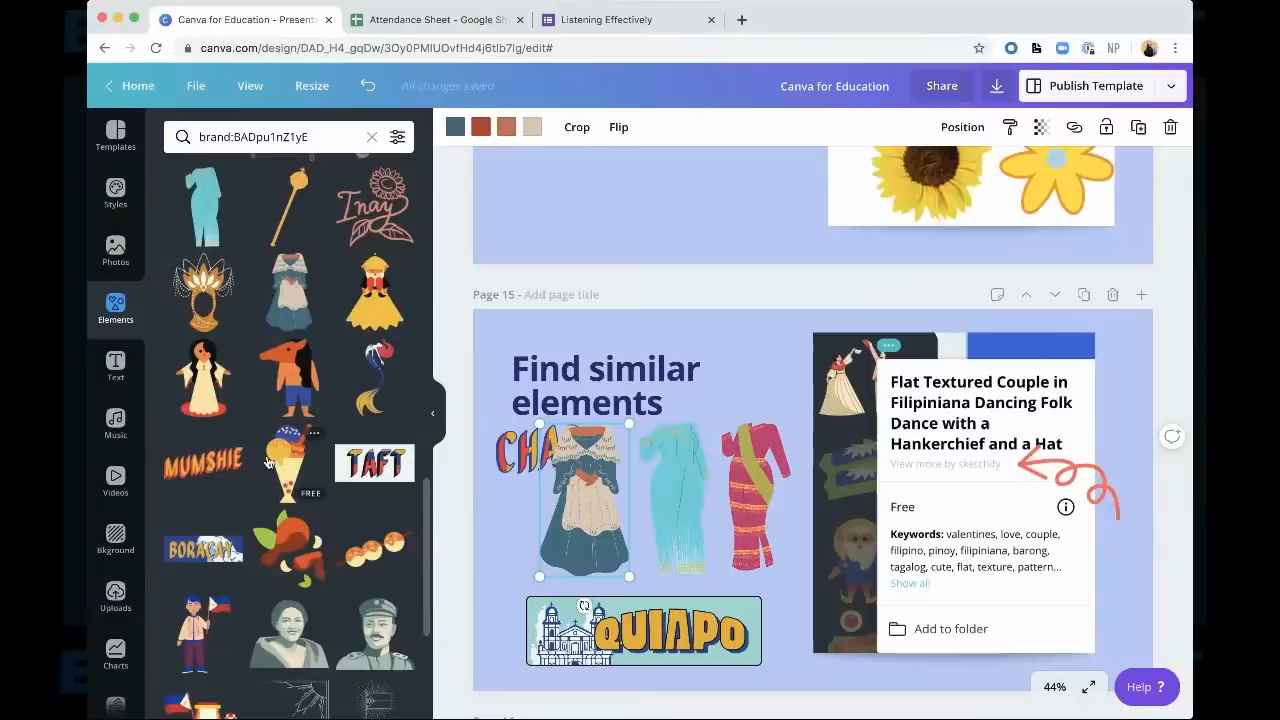 Canva for Education - Presenta
Attendance Sheet - Google Sh
Listening Effectively
canva.com/design/DAD_H4_gqDw/3Oy0PMIUOvfHd4j6tIb7Ig/edit#
NP
Home
File
View
Resize
All changes saved
Canva for Education
Share
Publish Template
Templates
Styles
Photos
Elements
Text
Music
Videos
Bkground
Uploads
Charts
brand:BADpu1nZ1yE
Inay
MUMSHIE
FREE
TAFT
BORACAY
Crop
Flip
Position
Page 15 - Add page title
Find similar
elements
CHA
QUIAPO
Flat Textured Couple in
Filipiniana Dancing Folk
Dance with a
Hankerchief and a Hat
View more by sketchify
Free
Keywords: valentines, love, couple,
filipino, pinoy, filipiniana, barong,
tagalog, cute, flat, texture, pattern...
Show all
Add to folder
44%
Help ?